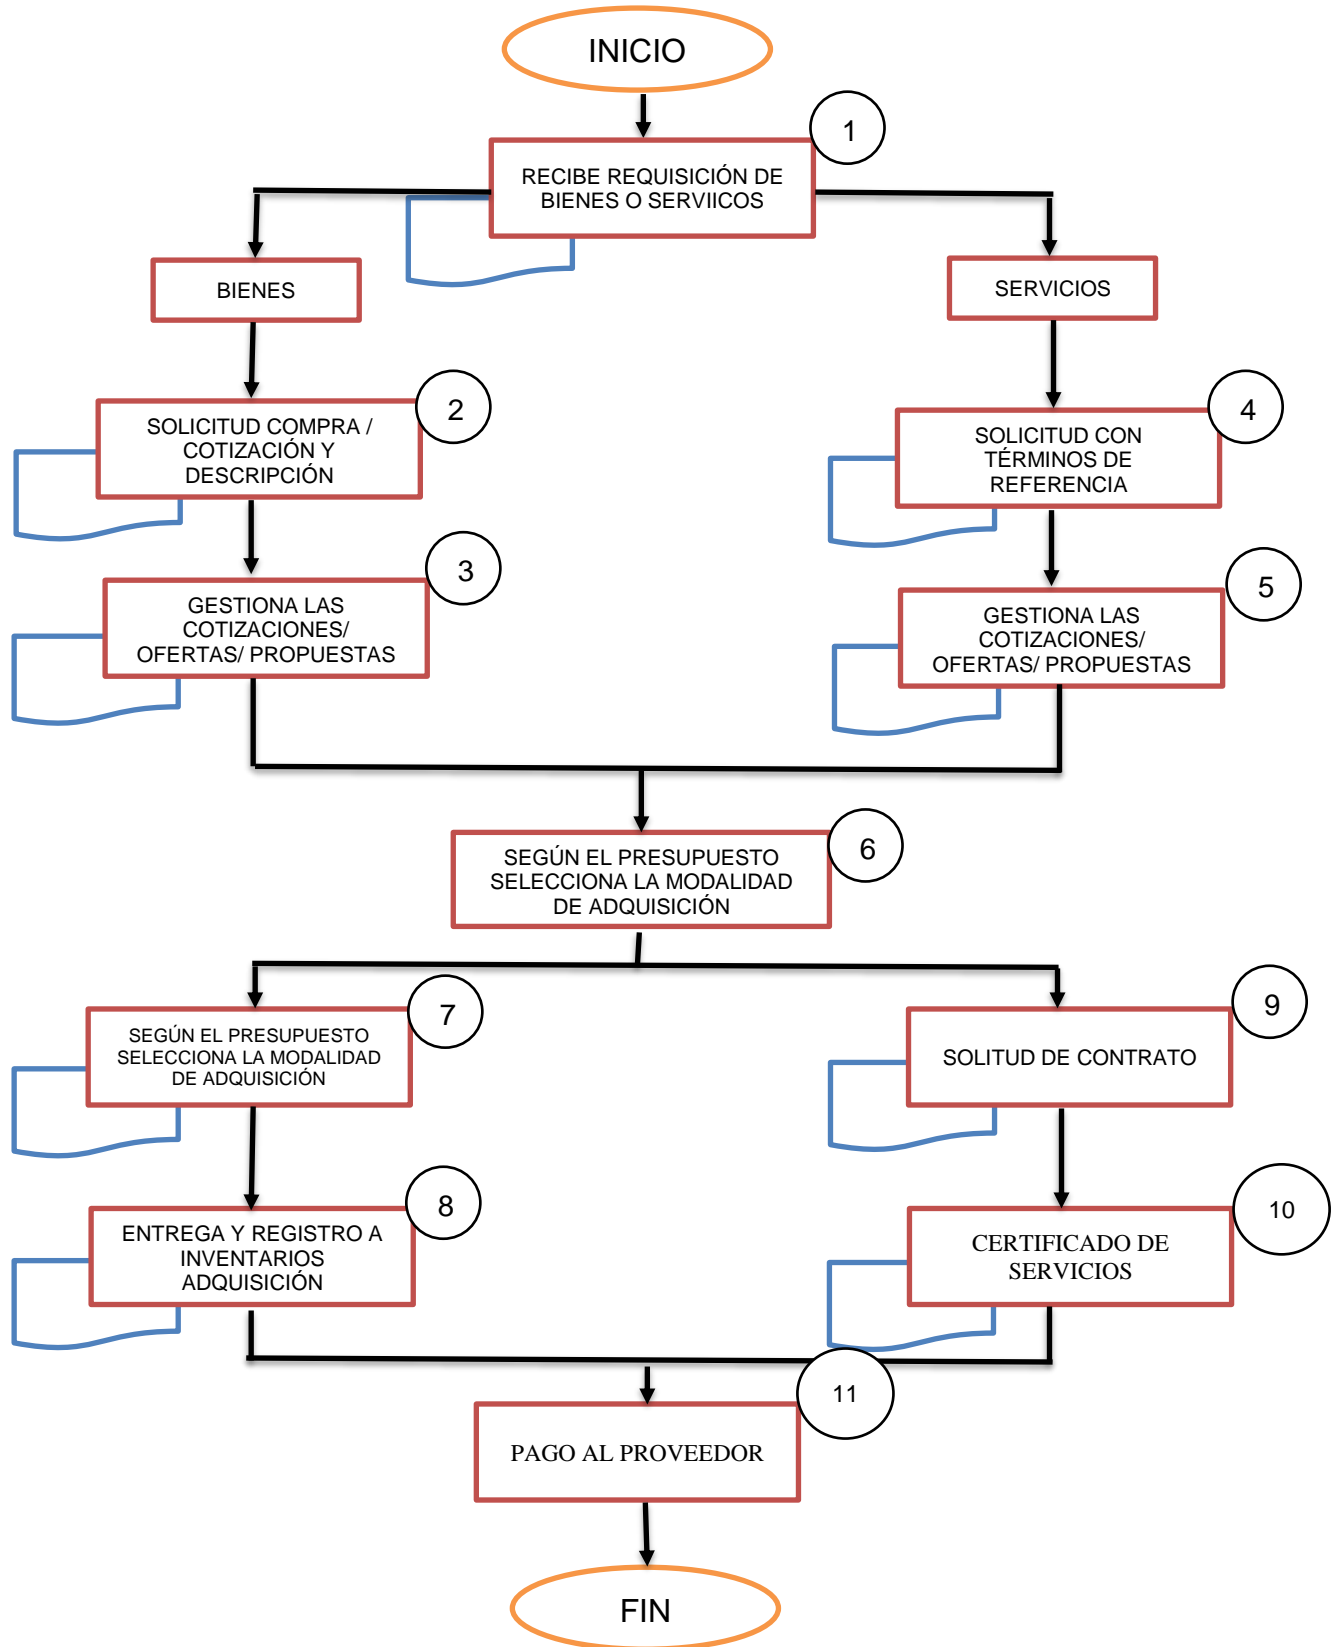 INICIO
1
RECIBE REQUISICIÓN DE
BIENES O SERVIICOS
BIENES
SERVICIOS
2
SOLICITUD COMPRA /
COTIZACIÓN Y
DESCRIPCIÓN
4
SOLICITUD CON
TÉRMINOS DE
REFERENCIA
3
GESTIONA LAS
COTIZACIONES/
OFERTAS/ PROPUESTAS
5
GESTIONA LAS
COTIZACIONES/
OFERTAS/ PROPUESTAS
6
SEGÚN EL PRESUPUESTO
SELECCIONA LA MODALIDAD
DE ADQUISICIÓN
7
SEGÚN EL PRESUPUESTO
SELECCIONA LA MODALIDAD
DE ADQUISICIÓN
9
SOLITUD DE CONTRATO
8
ENTREGA Y REGISTRO A
INVENTARIOS
ADQUISICIÓN
10
CERTIFICADO DE
SERVICIOS
11
PAGO AL PROVEEDOR
FIN